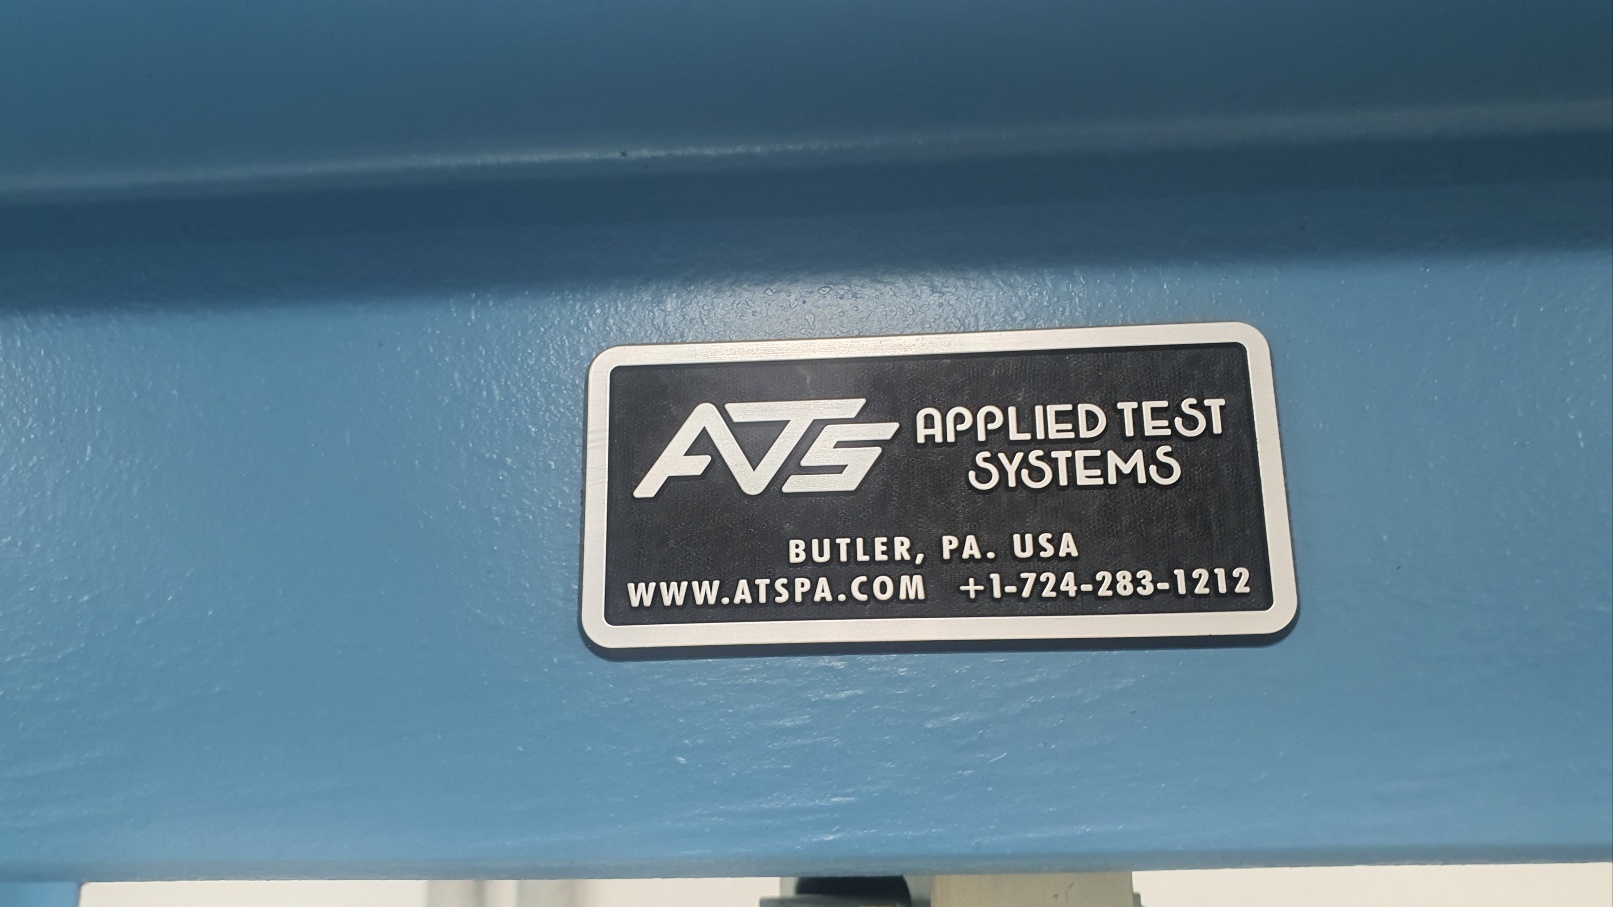 ATS APPLIED TEST
SYSTEMS
BUTLER, PA. USA
WWW.ATSPA.COM +1-724-283-1212